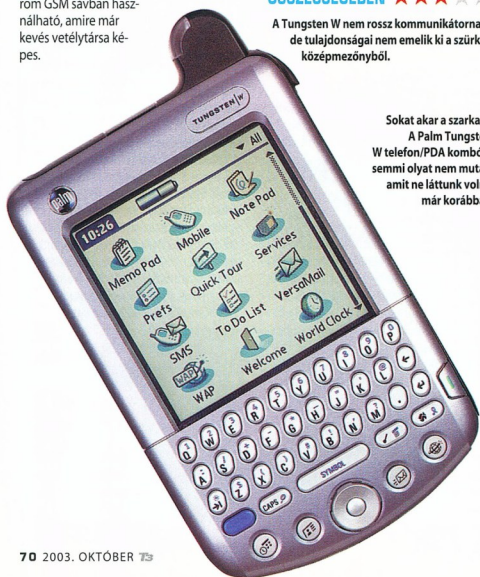 rom GSM sávban hasz-
nálható, amire már
kevés vetélytársa ké-
pes.
ÖSSZESSÉGÉBEN
A Tungsten W nem rossz kommunikátorna
de tulajdonságai nem emelik ki a szürk
középmezőnyből.
Sokat akar a szarka
A Palm Tungste
W telefon/PDA kombó
semmi olyat nem muta
amit ne láttunk voln
már korábba
TUNGSTEN W
palm
10:26
All
Memo Pad
Mobile
Note Pad
Prefs
Quick Tour
Services
SMS
To Do List
VersaMail
WAP
Welcome
World Clock
Q W E R T Y U I O P
A S D F G H J K L
Z X C V B N M .
CAPS
SYMBOL
70 2003. OKTÓBER T3